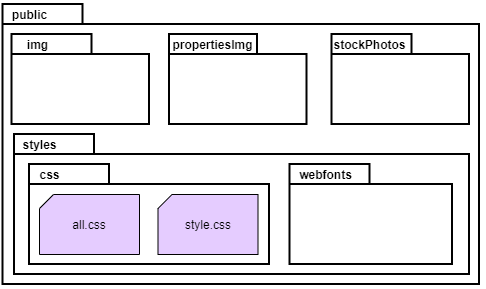 public
img
propertiesImg
stockPhotos
styles
css
webfonts
all.css
style.css